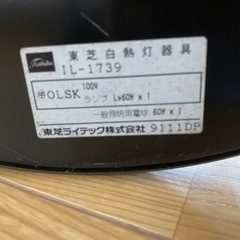 Toshiba
東芝白熱灯器具
IL-1739
100V
OLSK
ランプ LW60W x 1
一般照明用電球 60W x 1
東芝ライテック株式会社 9111DP